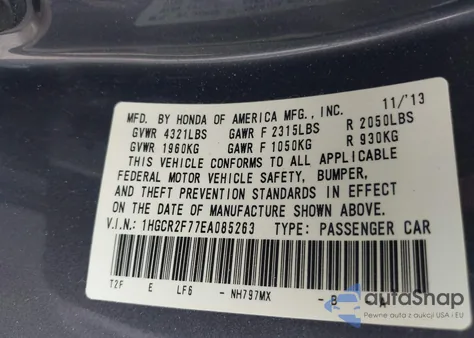 MFD. BY HONDA OF AMERICA MFG., INC. 11/'13
GVWR 4321LBS GAWR F 2315LBS R 2050LBS
GVWR 1960KG GAWR F 1050KG R 930KG
THIS VEHICLE CONFORMS TO ALL APPLICABLE
FEDERAL MOTOR VEHICLE SAFETY, BUMPER,
AND THEFT PREVENTION STANDARDS IN EFFECT
ON THE DATE OF MANUFACTURE SHOWN ABOVE.
V.I.N.: 1HGCR2F77EA085263 TYPE: PASSENGER CAR
T2F E LF6 - NH797MX - B A
autoShap
Pewne auta z aukcji USA i EU